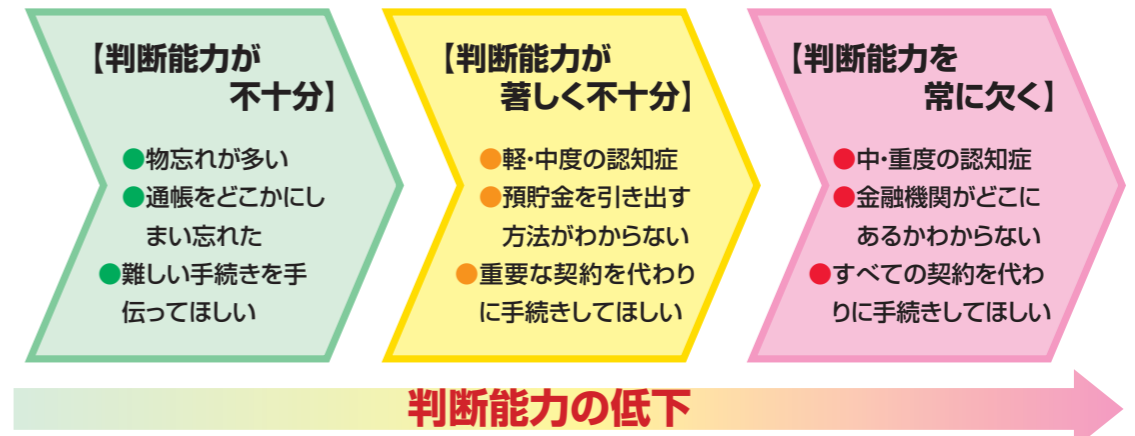 【判断能力が
不十分】
●物忘れが多い
●通帳をどこかにし
まい忘れた
●難しい手続きを手
伝ってほしい
【判断能力が
著しく不十分】
●軽・中度の認知症
●預貯金を引き出す
方法がわからない
●重要な契約を代わり
に手続きしてほしい
【判断能力を
常に欠く】
●中・重度の認知症
●金融機関がどこに
あるかわからない
●すべての契約を代わ
りに手続きしてほしい
判断能力の低下